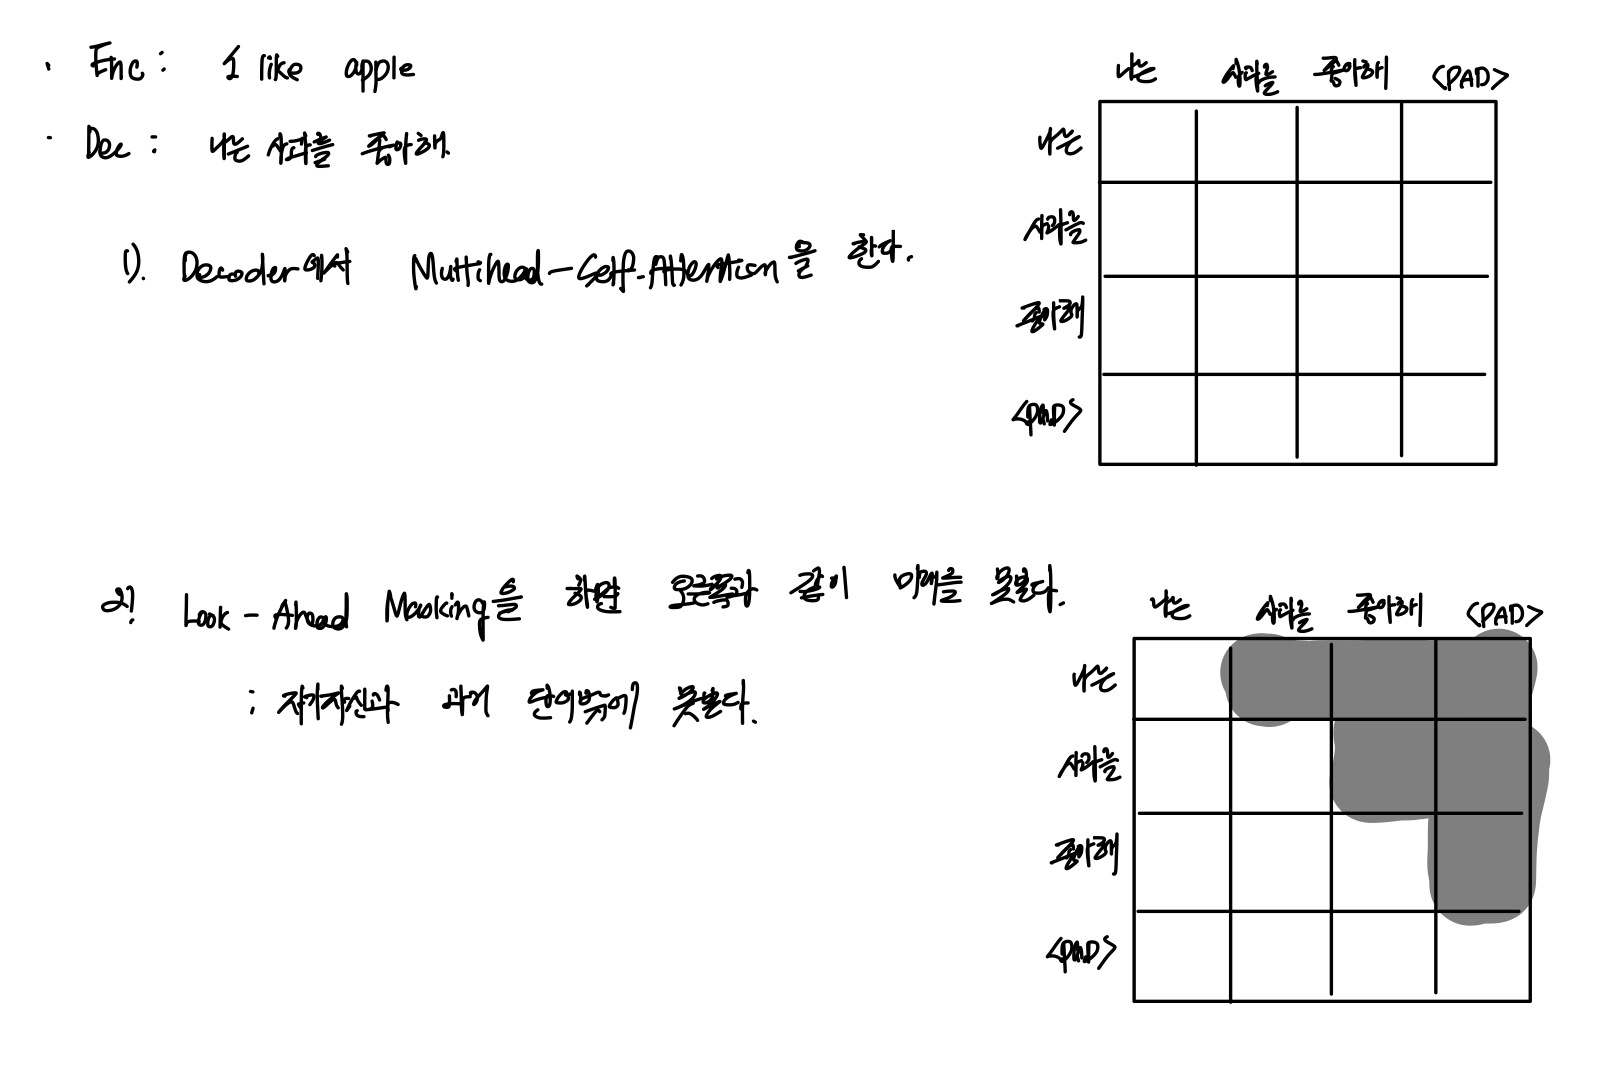 · Enc : I like apple
· Dec : 나는 사과를 좋아해.
1). Decoder에서 Multihead-Self-Attention을 한다.
나는 사과를 좋아해 <PAD>
나는
사과를
좋아해
<PAD>
2). Look-Ahead Masking을 하면 오른쪽과 같이 미래를 못본다.
: 자기자신과 과거 단어밖에 못본다.
나는 사과를 좋아해 <PAD>
나는
사과를
좋아해
<PAD>